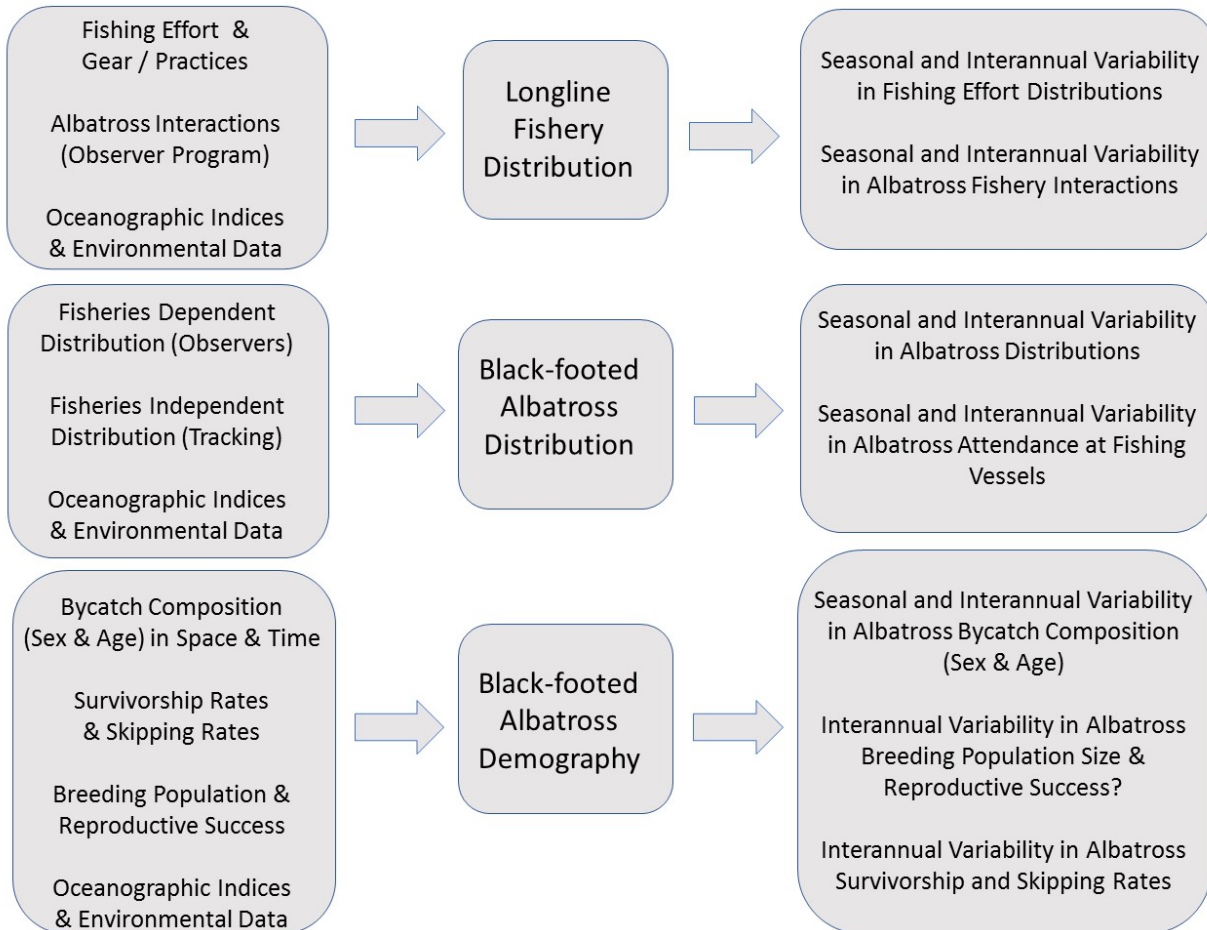 Fishing Effort &
Gear / Practices
Albatross Interactions
(Observer Program)
Oceanographic Indices
& Environmental Data
Longline
Fishery
Distribution
Seasonal and Interannual Variability
in Fishing Effort Distributions
Seasonal and Interannual Variability
in Albatross Fishery Interactions
Fisheries Dependent
Distribution (Observers)
Fisheries Independent
Distribution (Tracking)
Oceanographic Indices
& Environmental Data
Black-footed
Albatross
Distribution
Seasonal and Interannual Variability
in Albatross Distributions
Seasonal and Interannual Variability
in Albatross Attendance at Fishing
Vessels
Bycatch Composition
(Sex & Age) in Space & Time
Survivorship Rates
& Skipping Rates
Breeding Population &
Reproductive Success
Oceanographic Indices
& Environmental Data
Black-footed
Albatross
Demography
Seasonal and Interannual Variability
in Albatross Bycatch Composition
(Sex & Age)
Interannual Variability in Albatross
Breeding Population Size &
Reproductive Success?
Interannual Variability in Albatross
Survivorship and Skipping Rates